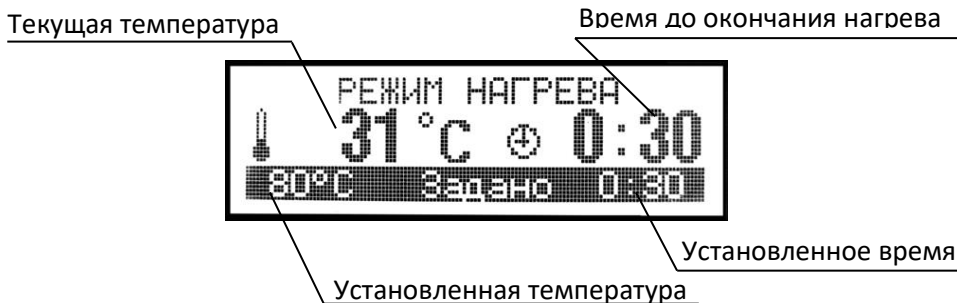 Время до окончания нагрева
Текущая температура
РЕЖИМ НАГРЕВА
31 °C 0:30
80°C Задано 0:30
Установленное время
Установленная температура